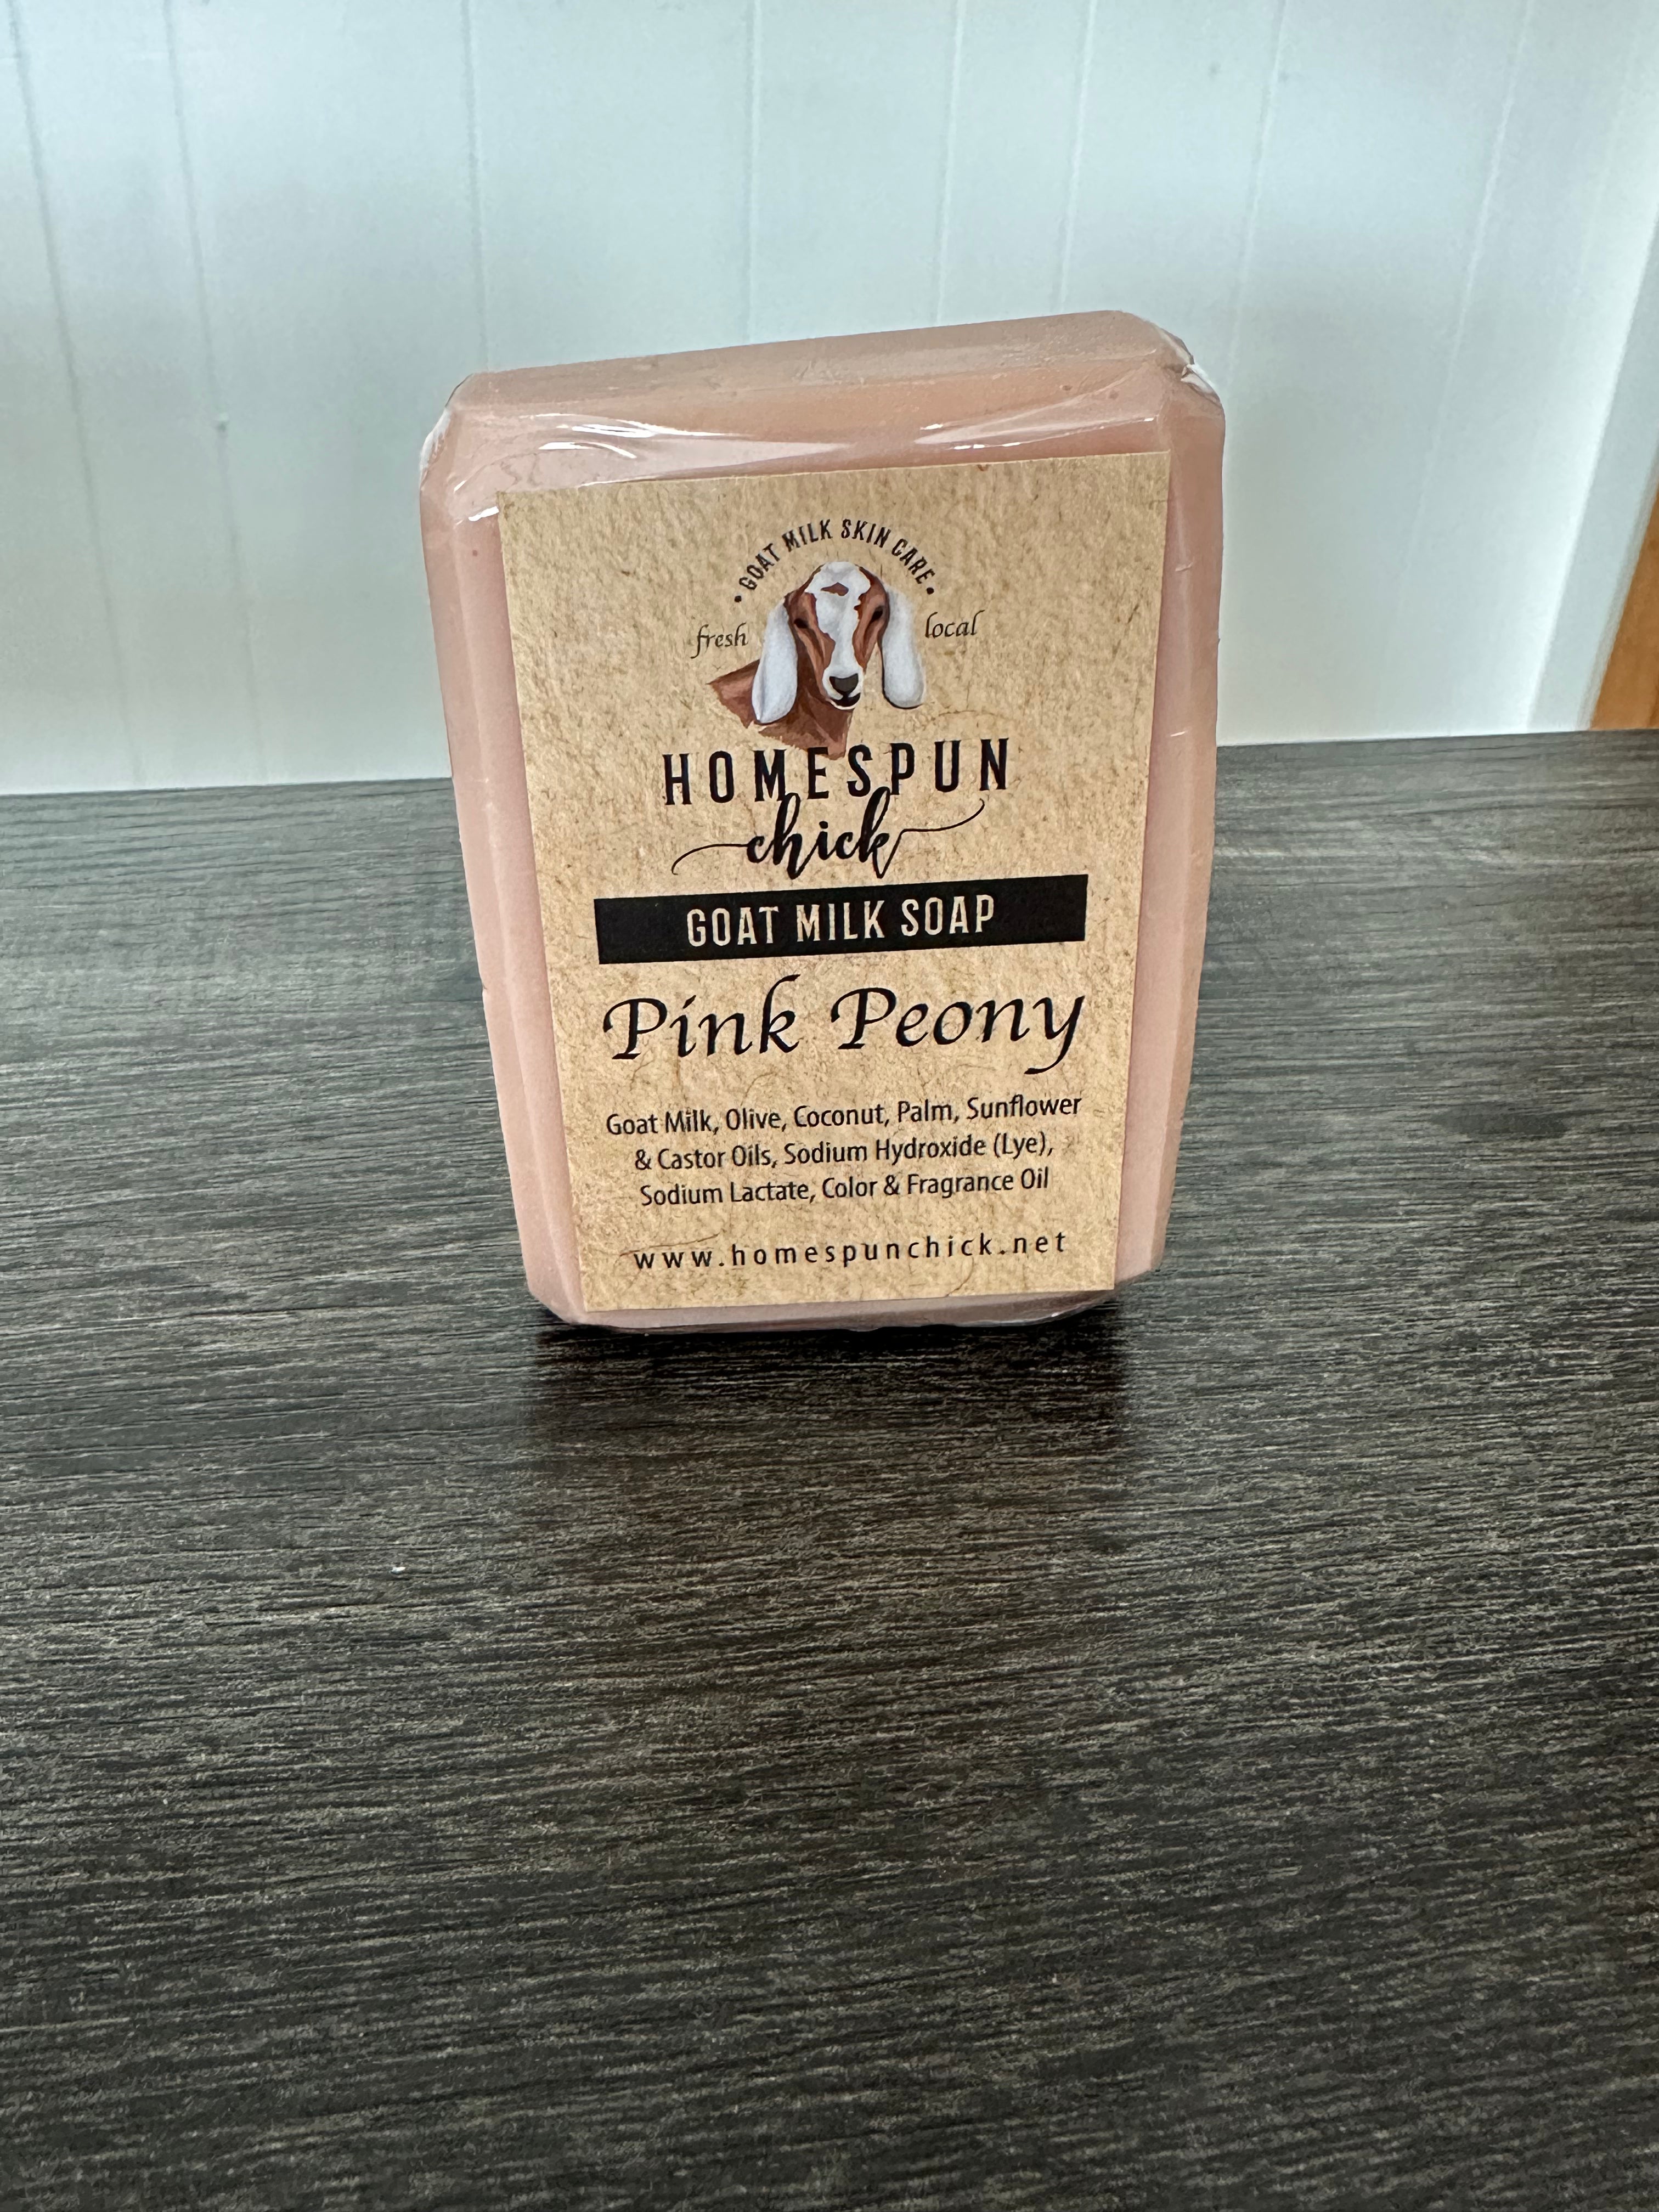 • GOAT MILK SKIN CARE •
fresh local
HOMESPUN
chick
GOAT MILK SOAP
Pink Peony
Goat Milk, Olive, Coconut, Palm, Sunflower
& Castor Oils, Sodium Hydroxide (Lye),
Sodium Lactate, Color & Fragrance Oil
www.homespunchick.net